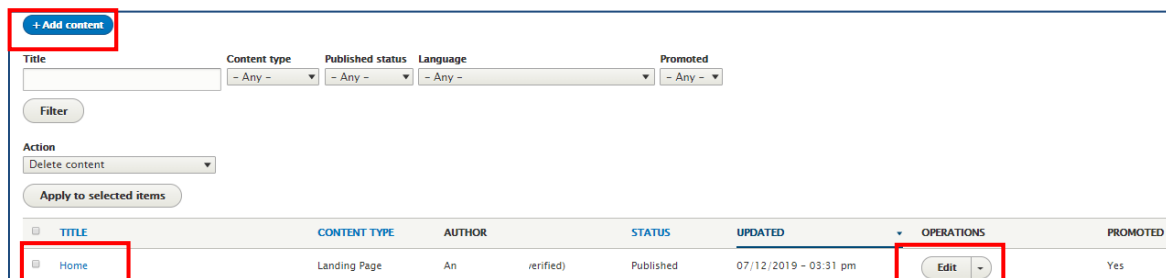 + Add content
Title Content type Published status Language Promoted
- Any - - Any - - Any - - Any -
Filter
Action
Delete content
Apply to selected items
TITLE CONTENT TYPE AUTHOR STATUS UPDATED OPERATIONS PROMOTED
Home Landing Page An verified) Published 07/12/2019 – 03:31 pm Edit Yes